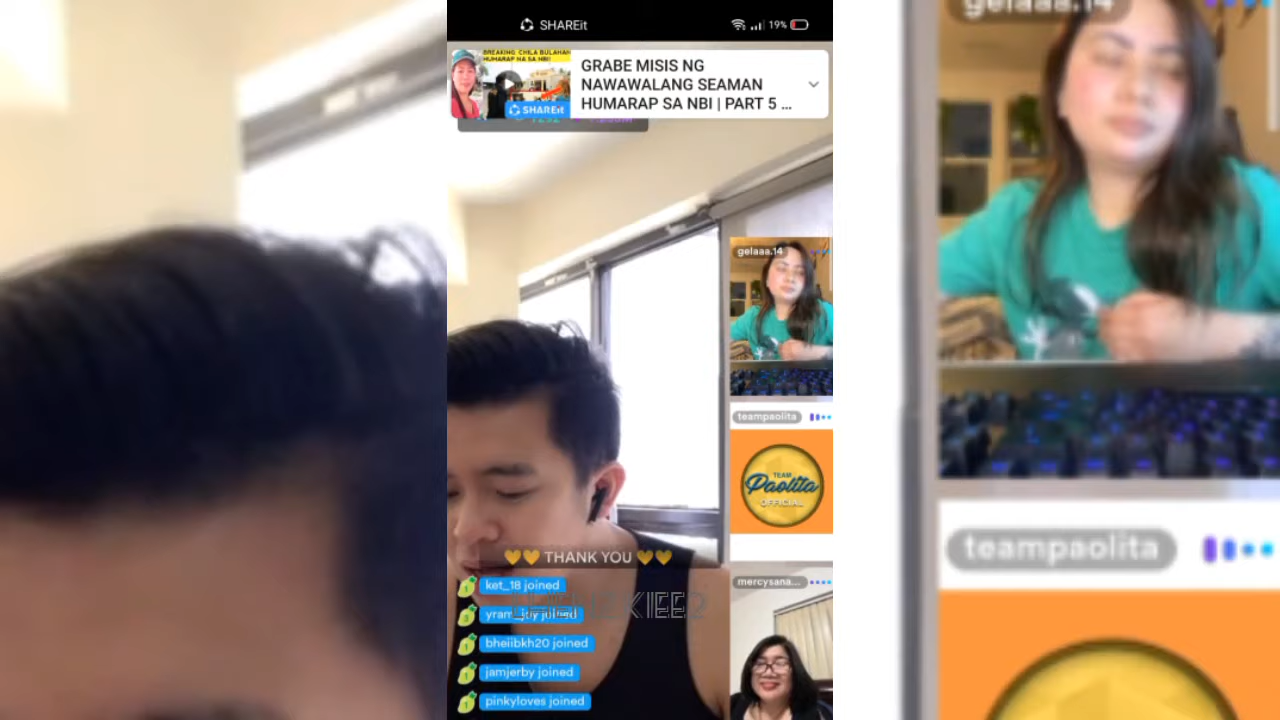 SHAREit
19%
BREAKING CHILA BULAHAN
HUMARAP NA SA NBI!
SHAREit
GRABE MISIS NG
NAWAWALANG SEAMAN
HUMARAP SA NBI | PART 5 ...
gelaaa.14
teampaolita
TEAM
Paolita
OFFICIAL
💛💛 THANK YOU 💛💛
mercysana...
ket_18 joined
yram_joy joined
bheiibkh20 joined
jamjerby joined
pinkyloves joined
gelaaa.14
teampaolita